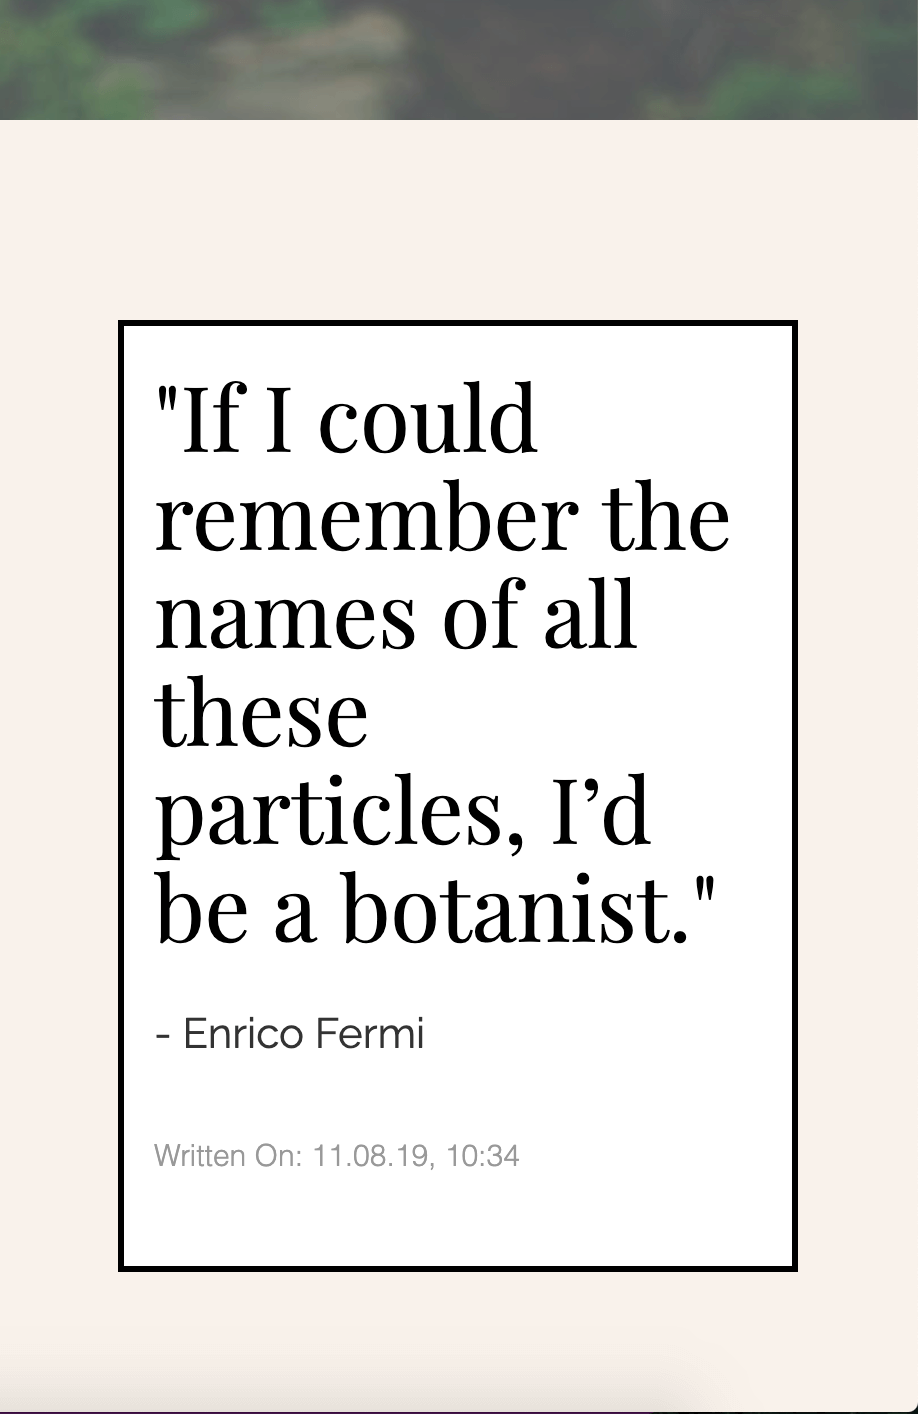 "If I could
remember the
names of all
these
particles, I’d
be a botanist."
- Enrico Fermi
Written On: 11.08.19, 10:34